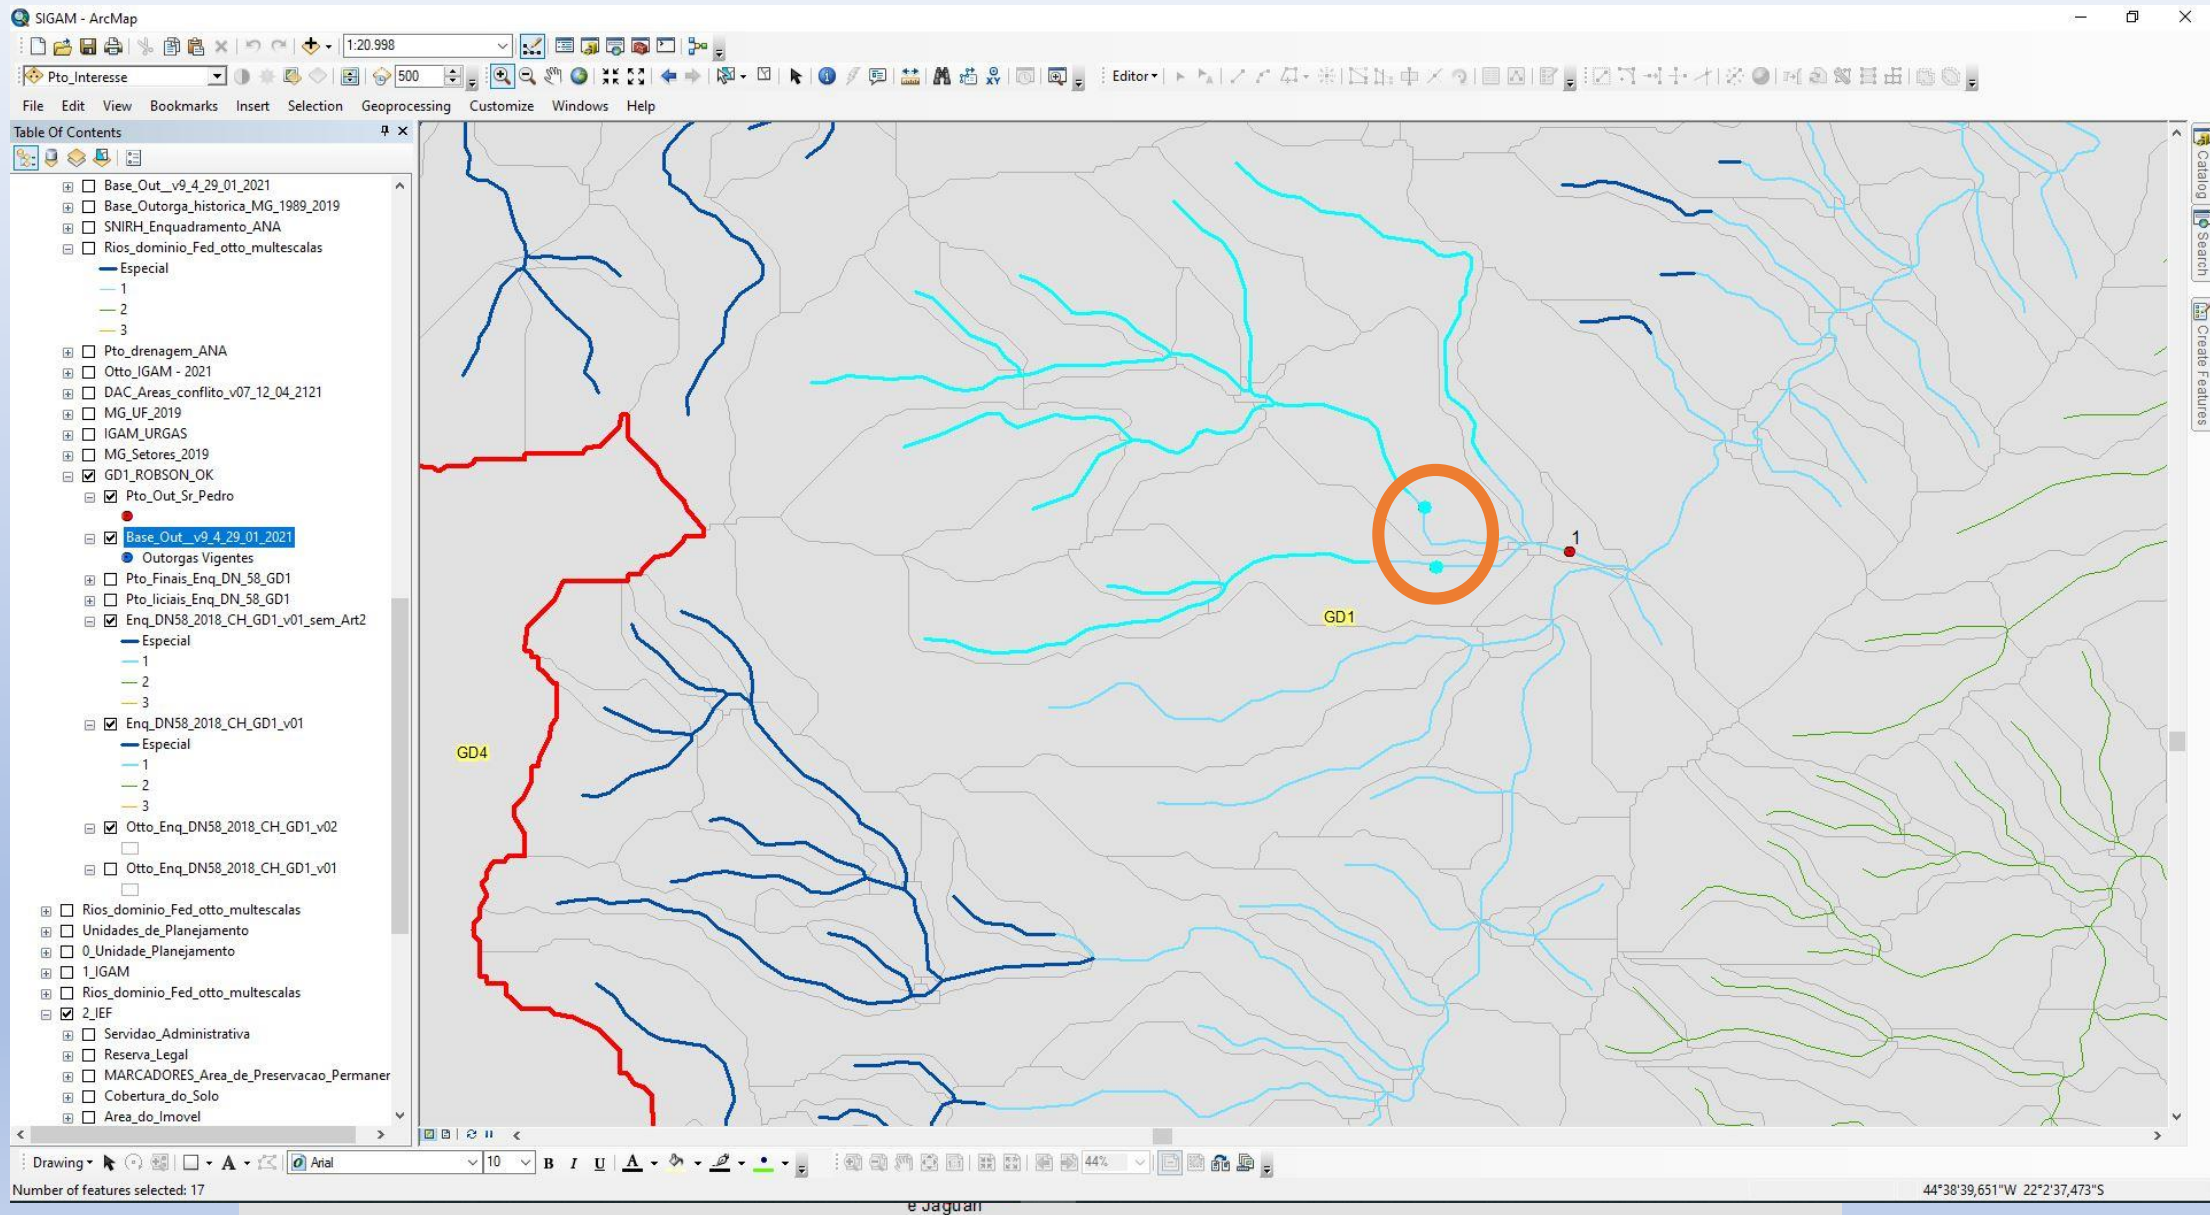 SIGAM - ArcMap
1:20.998
Pto_Interesse
500
Editor
File Edit View Bookmarks Insert Selection Geoprocessing Customize Windows Help
Table Of Contents
Base_Out__v9_4_29_01_2021
Base_Outorga_historica_MG_1989_2019
SNIRH_Enquadramento_ANA
Rios_dominio_Fed_otto_multescalas
Especial
1
2
3
Pto_drenagem_ANA
Otto_IGAM - 2021
DAC_Areas_conflito_v07_12_04_2121
MG_UF_2019
IGAM_URGAS
MG_Setores_2019
GD1_ROBSON_OK
Pto_Out_Sr_Pedro
Base_Out__v9_4_29_01_2021
Outorgas Vigentes
Pto_Finais_Enq_DN_58_GD1
Pto_Iiciais_Enq_DN_58_GD1
Enq_DN58_2018_CH_GD1_v01_sem_Art2
Especial
1
2
3
Enq_DN58_2018_CH_GD1_v01
Especial
1
2
3
Otto_Enq_DN58_2018_CH_GD1_v02
Otto_Enq_DN58_2018_CH_GD1_v01
Rios_dominio_Fed_otto_multescalas
Unidades_de_Planejamento
0_Unidade_Planejamento
1_IGAM
Rios_dominio_Fed_otto_multescalas
2_IEF
Servidao_Administrativa
Reserva_Legal
MARCADORES_Area_de_Preservacao_Permaner
Cobertura_do_Solo
Area_do_Imovel
1
GD1
GD4
Catalog
Search
Create Features
Drawing
A
Arial
10
B I U A
44%
Number of features selected: 17
44°38'39,651"W 22°2'37,473"S
e Jaguari